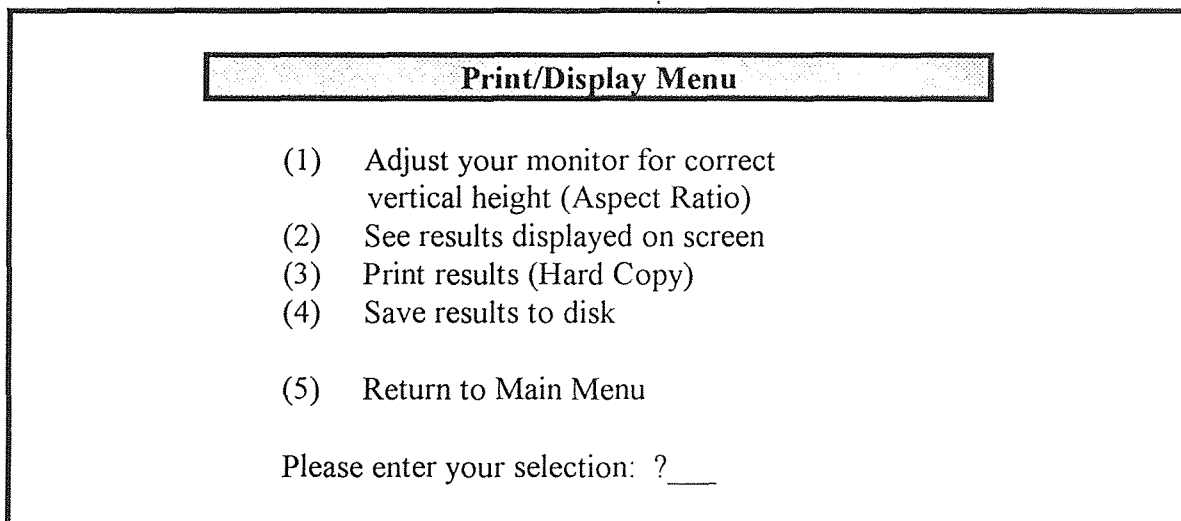 Print/Display Menu
(1) Adjust your monitor for correct
vertical height (Aspect Ratio)
(2) See results displayed on screen
(3) Print results (Hard Copy)
(4) Save results to disk
(5) Return to Main Menu
Please enter your selection: ?___